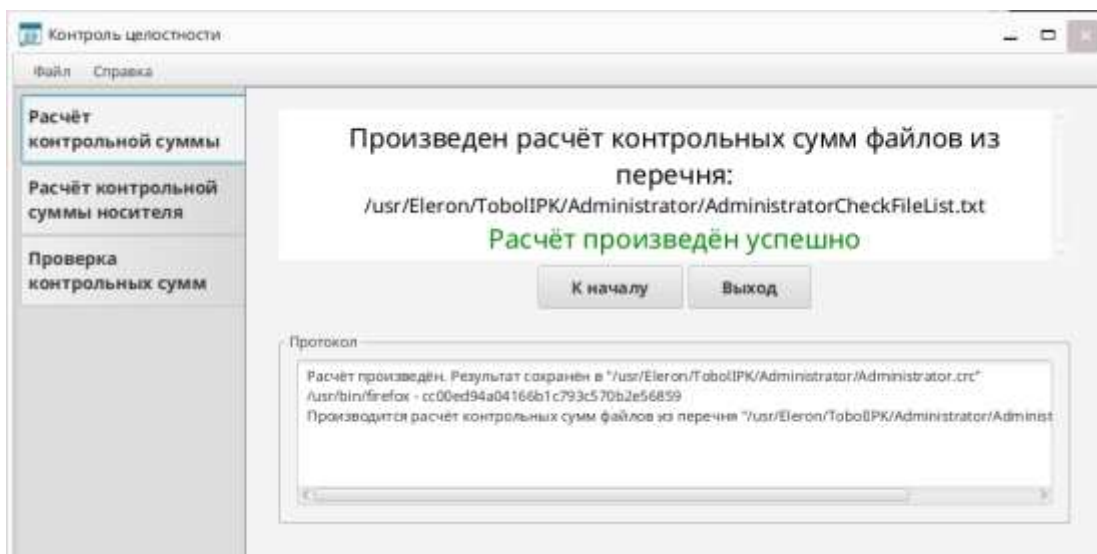 Контроль целостности
Файл Справка
Расчёт
контрольной суммы
Расчёт контрольной
суммы носителя
Проверка
контрольных сумм
Произведен расчёт контрольных сумм файлов из
перечня:
/usr/Eleron/TobolIPK/Administrator/AdministratorCheckFileList.txt
Расчёт произведён успешно
К началу Выход
Протокол
Расчёт произведён. Результат сохранён в "/usr/Eleron/TobolIPK/Administrator/Administrator.crc"
/usr/bin/firefox - cc00ed94a04166b1c793c570b2e56859
Производится расчёт контрольных сумм файлов из перечня "/usr/Eleron/TobolIPK/Administrator/Administ